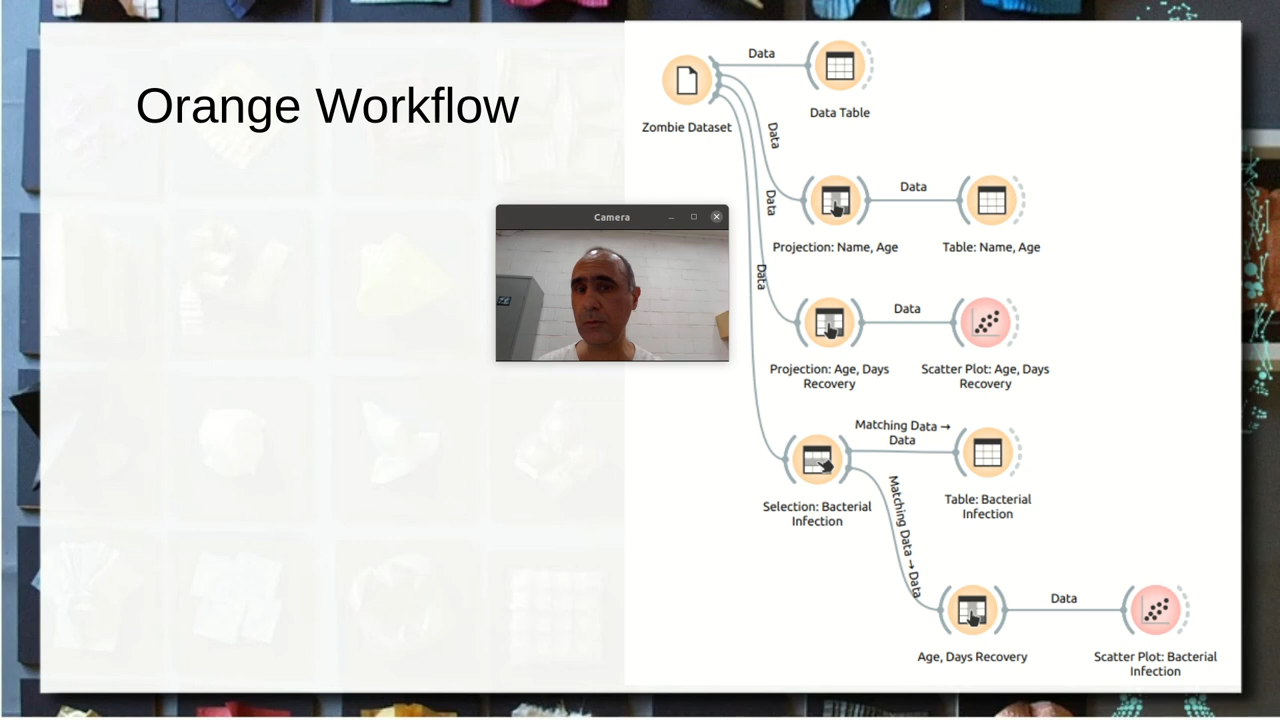 Orange Workflow
Data
Zombie Dataset
Data Table
Data
Data
Data
Projection: Name, Age
Data
Table: Name, Age
Camera
Projection: Age, Days
Recovery
Data
Scatter Plot: Age, Days
Recovery
Matching Data →
Data
Selection: Bacterial
Infection
Table: Bacterial
Infection
Matching Data → Data
Age, Days Recovery
Data
Scatter Plot: Bacterial
Infection